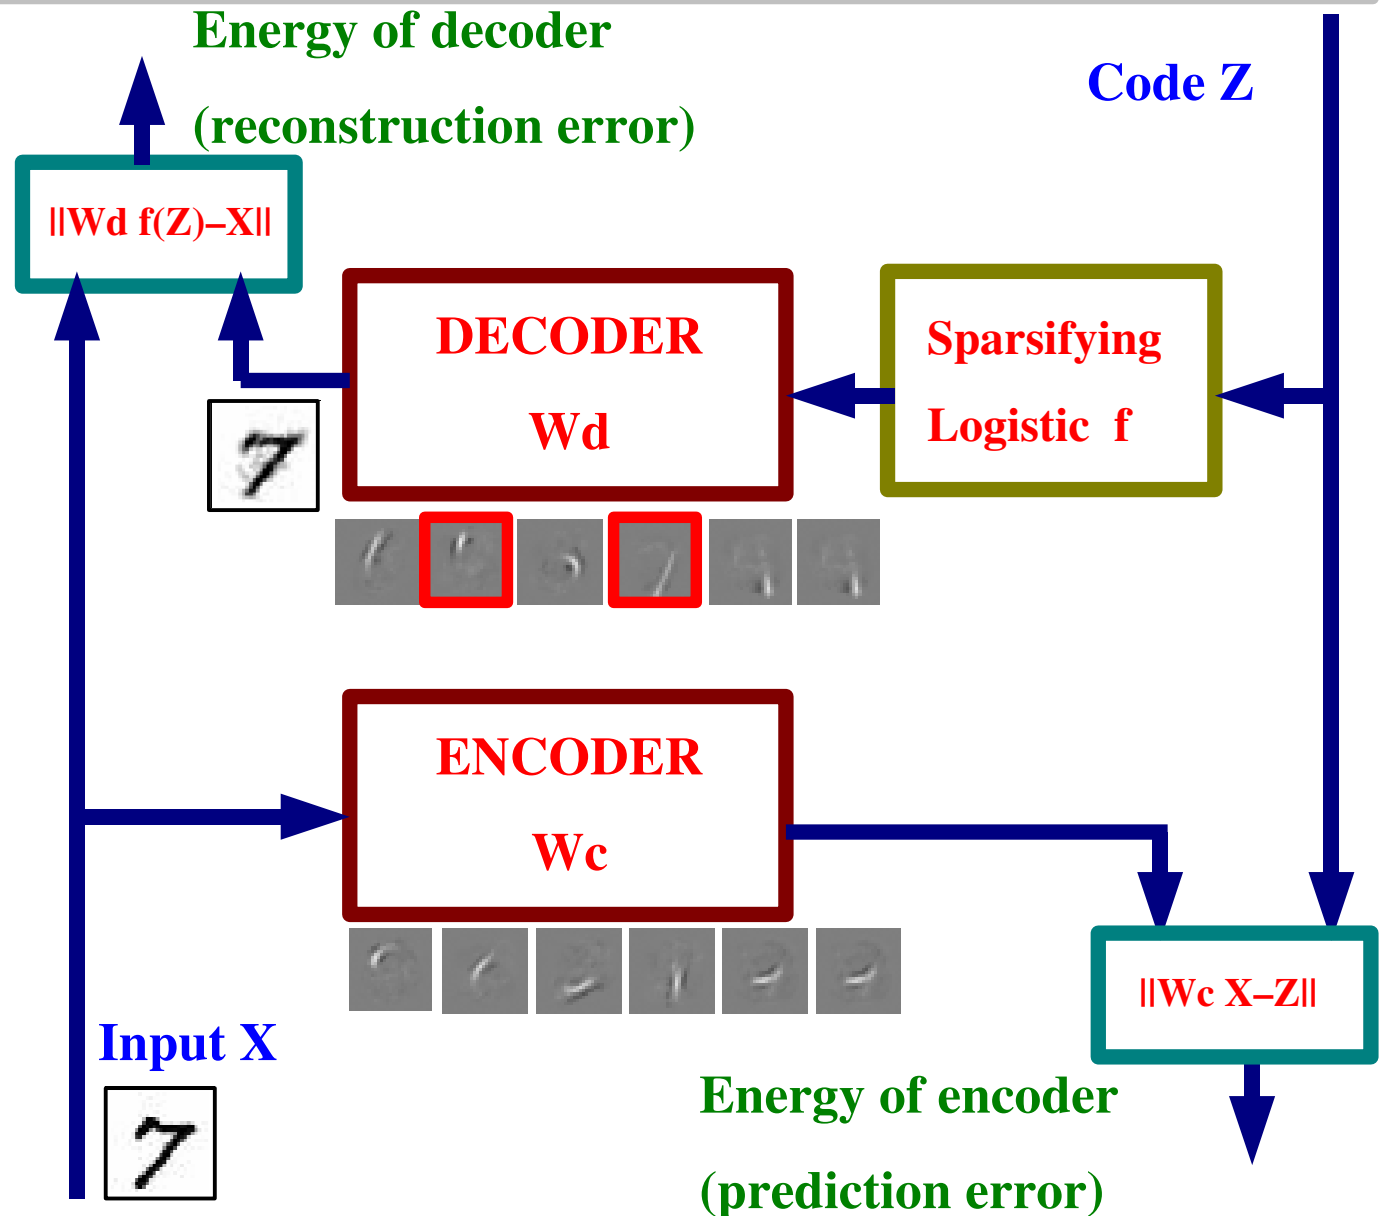 Energy of decoder
(reconstruction error)
Code Z
||Wd f(Z)–X||
DECODER
Wd
Sparsifying
Logistic f
ENCODER
Wc
||Wc X–Z||
Input X
Energy of encoder
(prediction error)